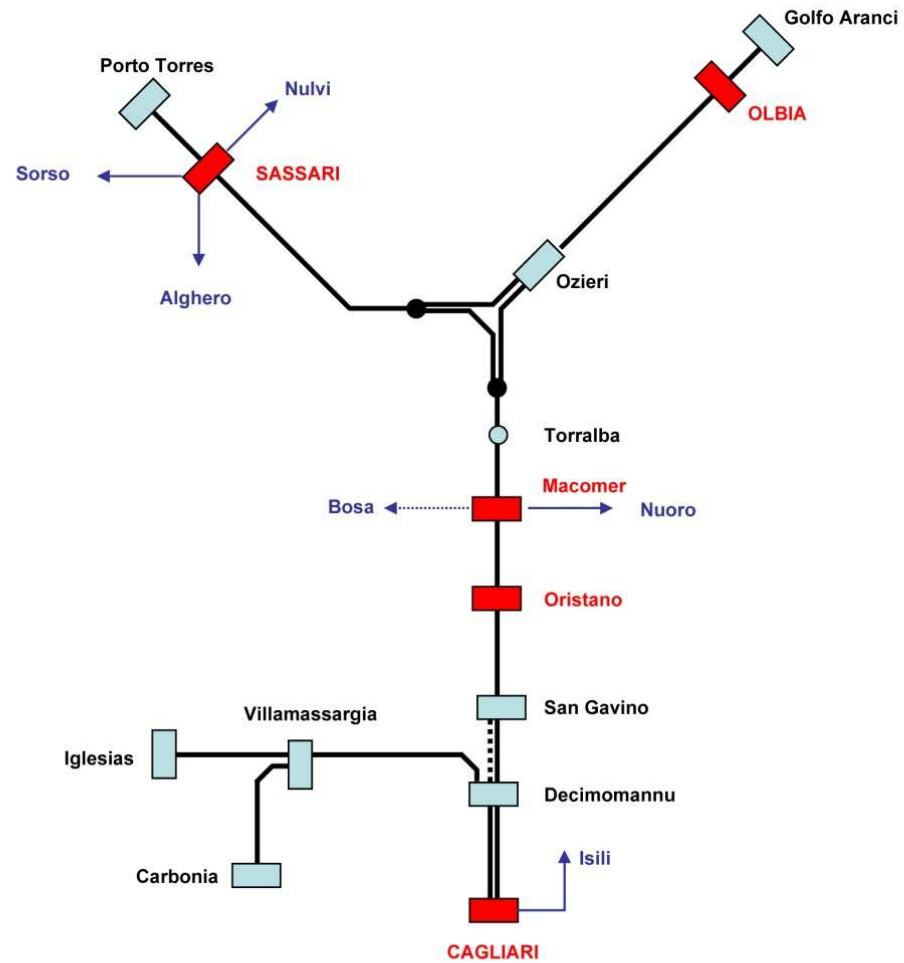 Golfo Aranci
Porto Torres
Nulvi
OLBIA
Sorso
SASSARI
Ozieri
Alghero
Torralba
Macomer
Bosa
Nuoro
Oristano
San Gavino
Villamassargia
Iglesias
Decimomannu
Isili
Carbonia
CAGLIARI